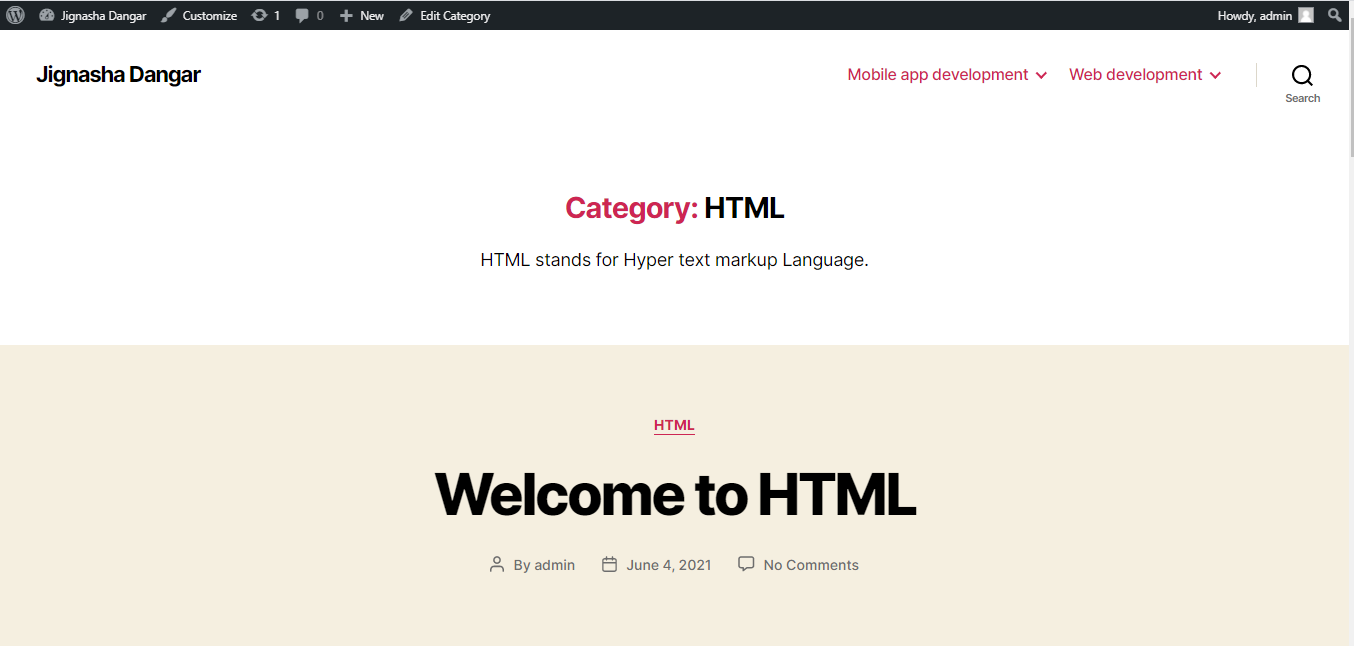 Jignasha Dangar Customize 1 0 New Edit Category Howdy, admin
Jignasha Dangar Mobile app development Web development
Search
Category: HTML
HTML stands for Hyper text markup Language.
HTML
Welcome to HTML
By admin June 4, 2021 No Comments